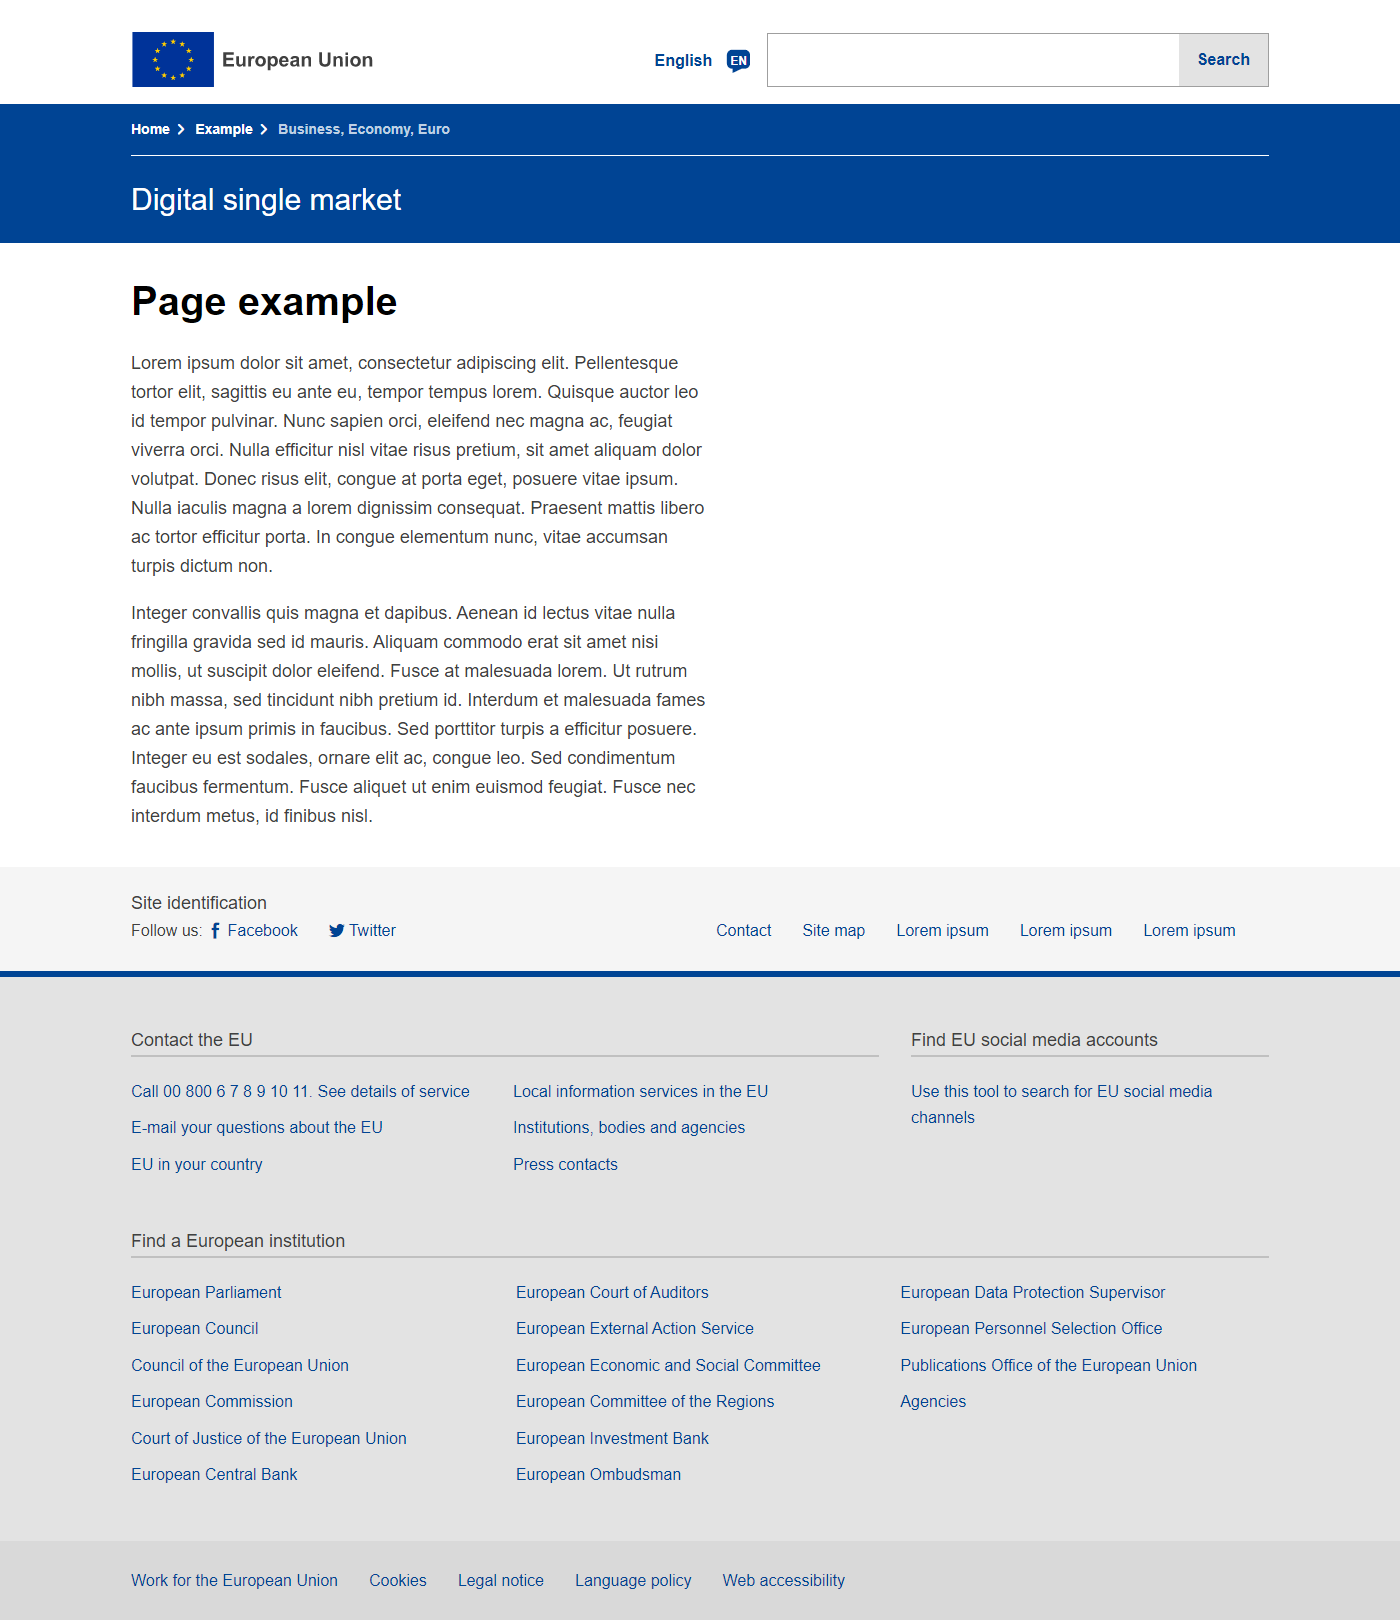 European Union
English EN Search
Home Example Business, Economy, Euro
Digital single market
Page example
Lorem ipsum dolor sit amet, consectetur adipiscing elit. Pellentesque
tortor elit, sagittis eu ante eu, tempor tempus lorem. Quisque auctor leo
id tempor pulvinar. Nunc sapien orci, eleifend nec magna ac, feugiat
viverra orci. Nulla efficitur nisl vitae risus pretium, sit amet aliquam dolor
volutpat. Donec risus elit, congue at porta eget, posuere vitae ipsum.
Nulla iaculis magna a lorem dignissim consequat. Praesent mattis libero
ac tortor efficitur porta. In congue elementum nunc, vitae accumsan
turpis dictum non.
Integer convallis quis magna et dapibus. Aenean id lectus vitae nulla
fringilla gravida sed id mauris. Aliquam commodo erat sit amet nisi
mollis, ut suscipit dolor eleifend. Fusce at malesuada lorem. Ut rutrum
nibh massa, sed tincidunt nibh pretium id. Interdum et malesuada fames
ac ante ipsum primis in faucibus. Sed porttitor turpis a efficitur posuere.
Integer eu est sodales, ornare elit ac, congue leo. Sed condimentum
faucibus fermentum. Fusce aliquet ut enim euismod feugiat. Fusce nec
interdum metus, id finibus nisl.
Site identification
Follow us: Facebook Twitter
Contact Site map Lorem ipsum Lorem ipsum Lorem ipsum
Contact the EU
Call 00 800 6 7 8 9 10 11. See details of service
E-mail your questions about the EU
EU in your country
Local information services in the EU
Institutions, bodies and agencies
Press contacts
Find EU social media accounts
Use this tool to search for EU social media
channels
Find a European institution
European Parliament
European Council
Council of the European Union
European Commission
Court of Justice of the European Union
European Central Bank
European Court of Auditors
European External Action Service
European Economic and Social Committee
European Committee of the Regions
European Investment Bank
European Ombudsman
European Data Protection Supervisor
European Personnel Selection Office
Publications Office of the European Union
Agencies
Work for the European Union Cookies Legal notice Language policy Web accessibility